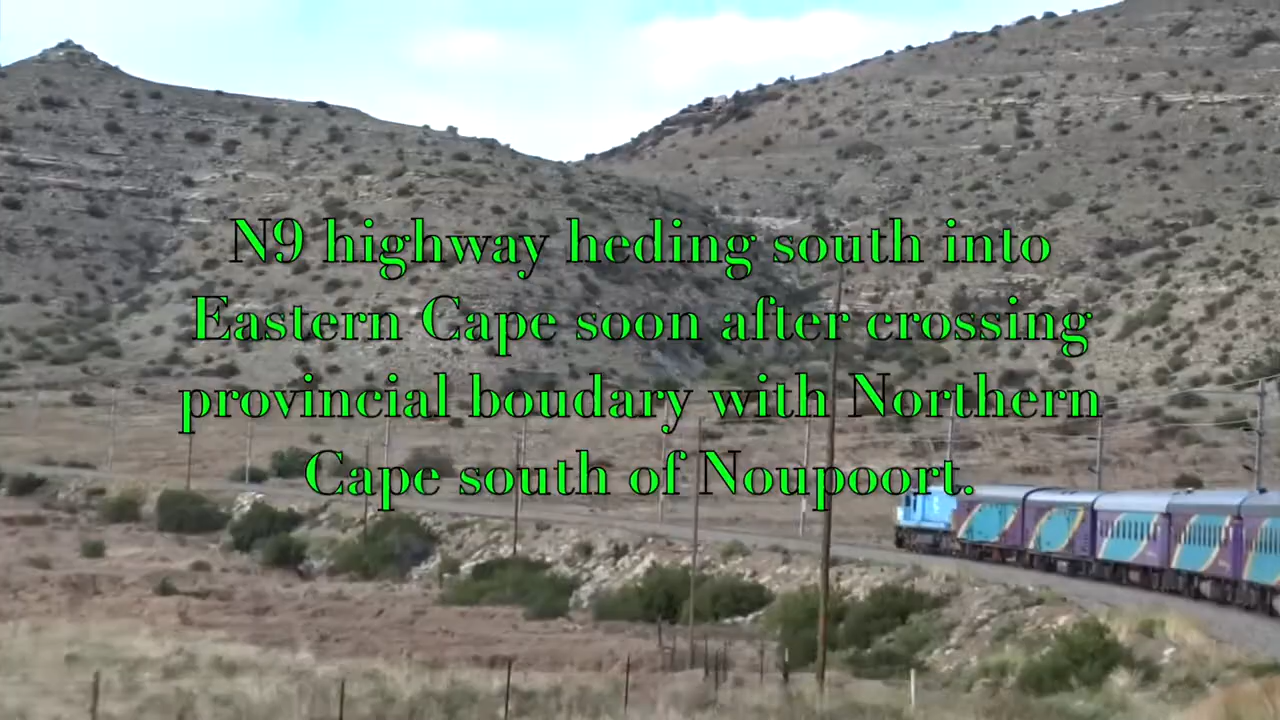 N9 highway heding south into
Eastern Cape soon after crossing
provincial boudary with Northern
Cape south of Noupoort.